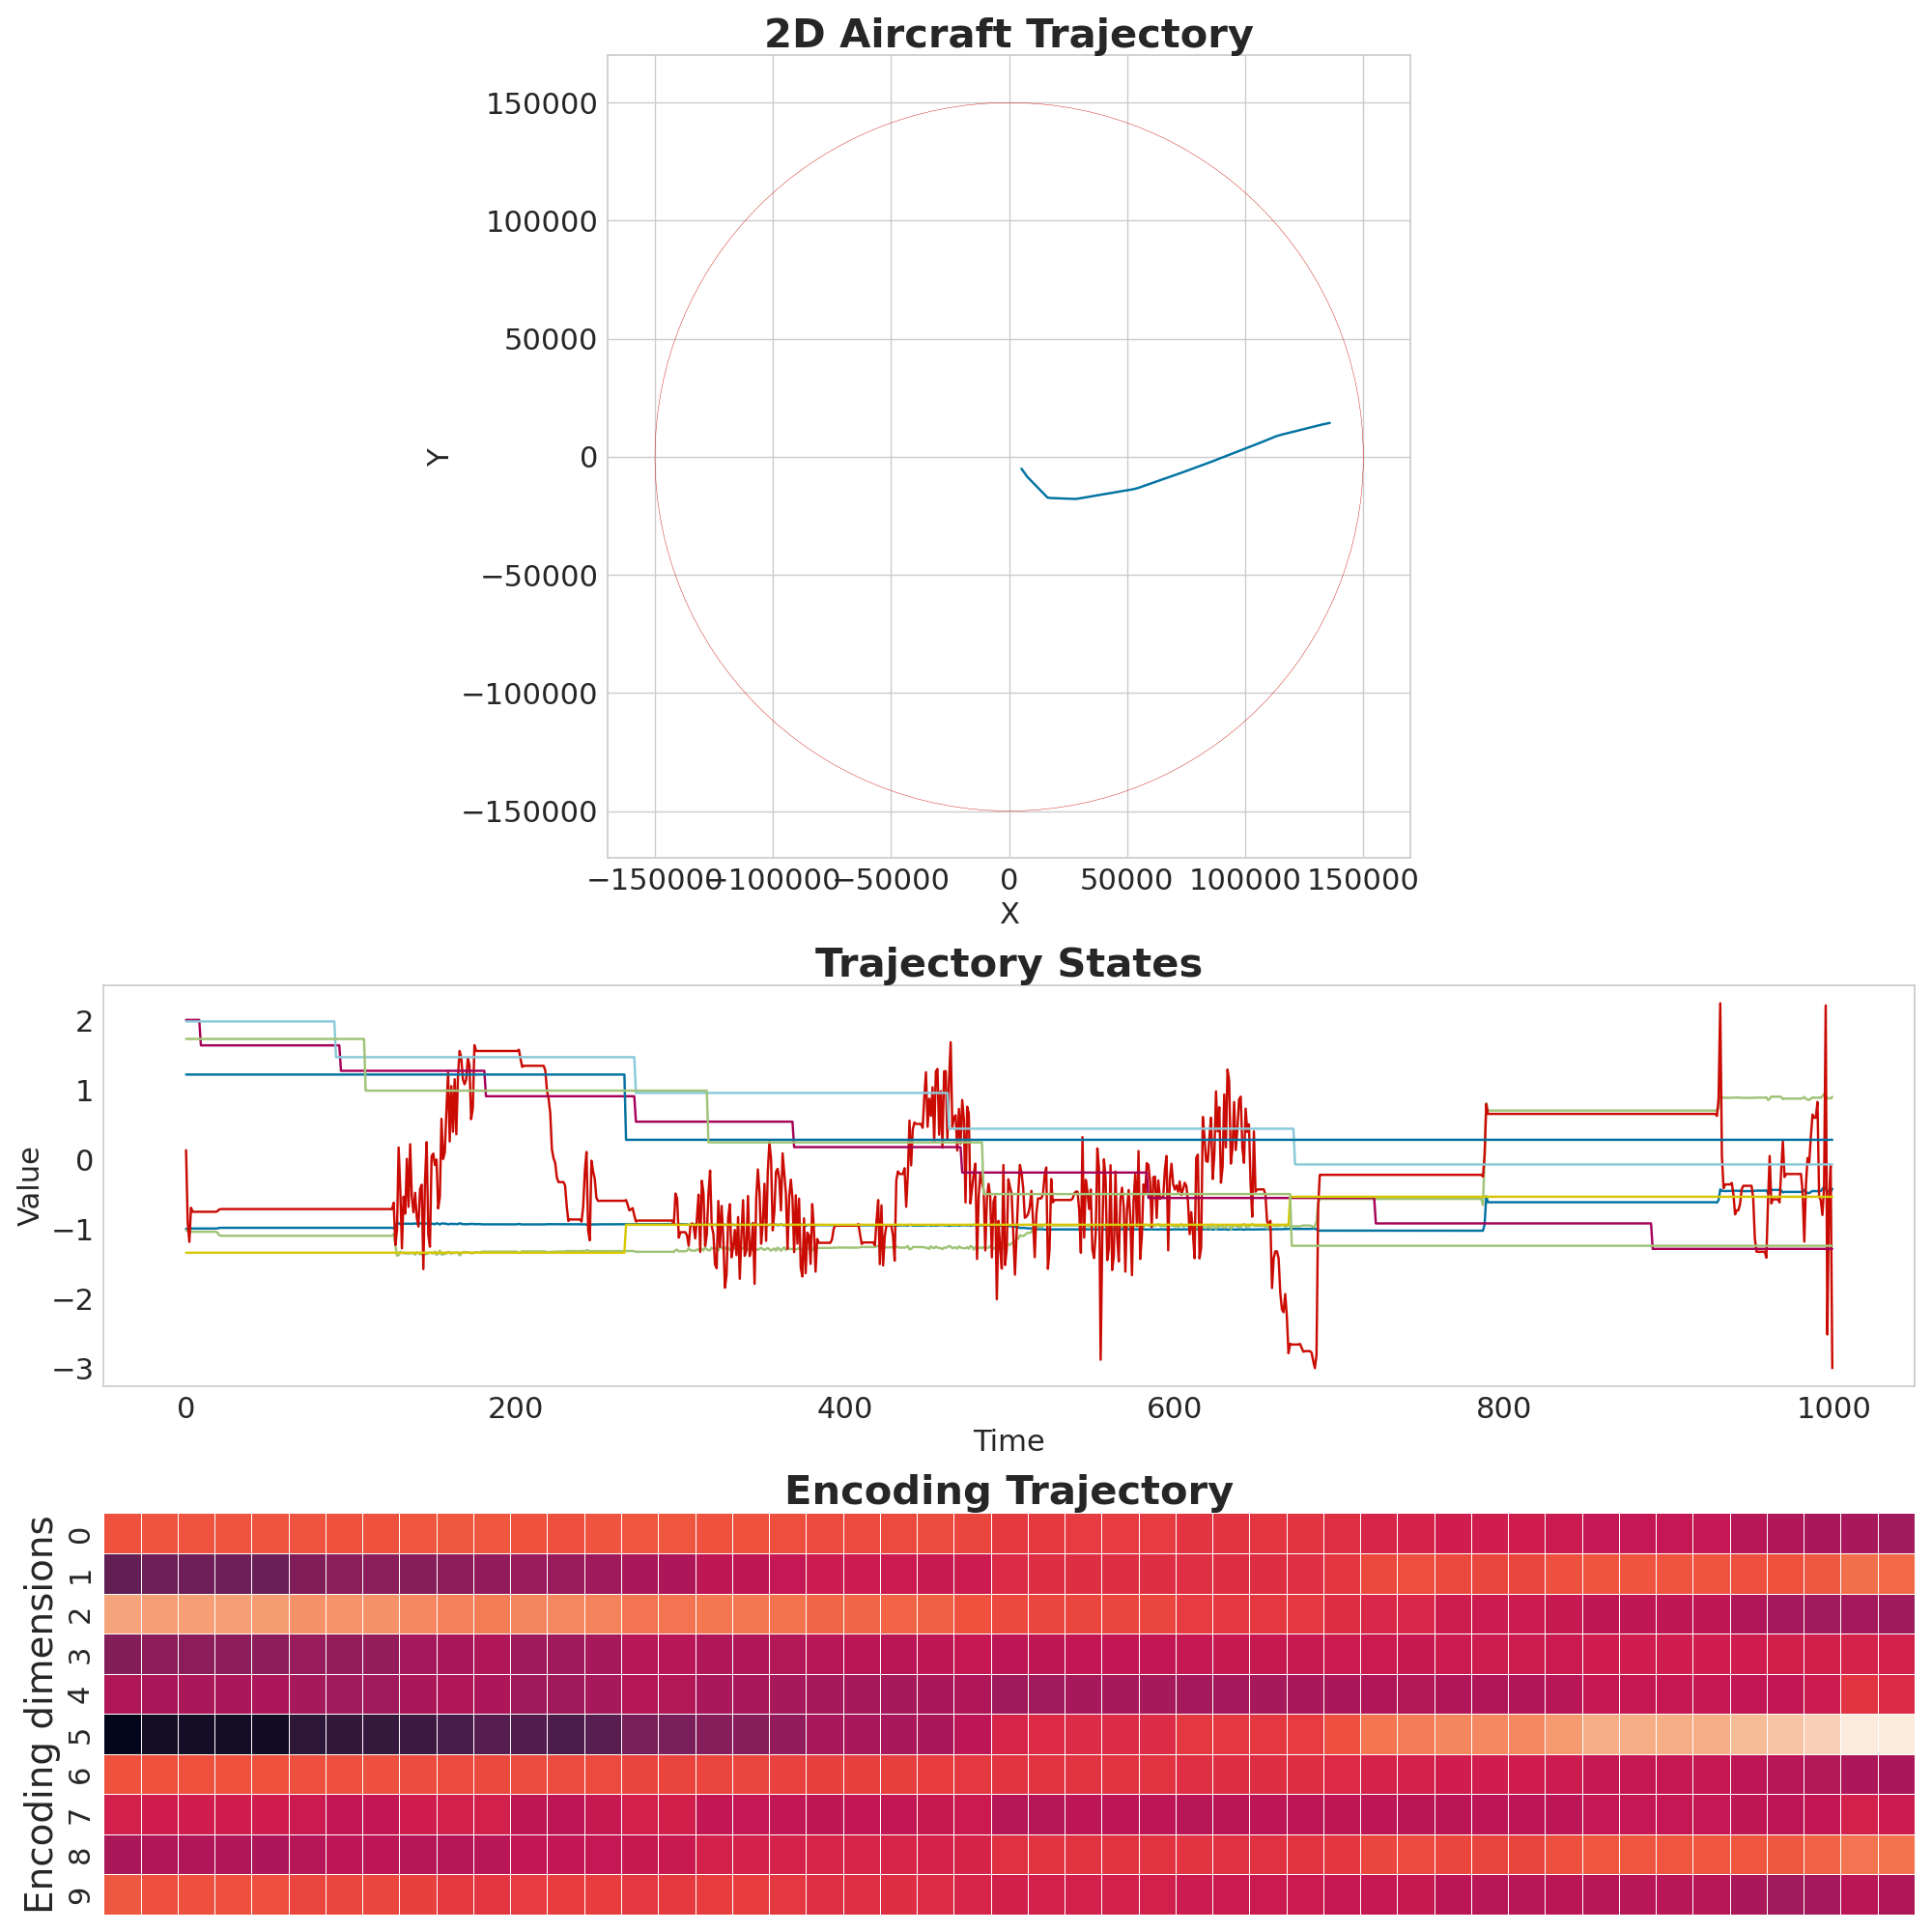 2D Aircraft Trajectory
150000
100000
50000
0
−50000
−100000
−150000
Y
−150000 −100000 −50000 0 50000 100000 150000
X
Trajectory States
2
1
0
−1
−2
−3
Value
0 200 400 600 800 1000
Time
Encoding Trajectory
0
1
2
3
4
5
6
7
8
9
Encoding dimensions